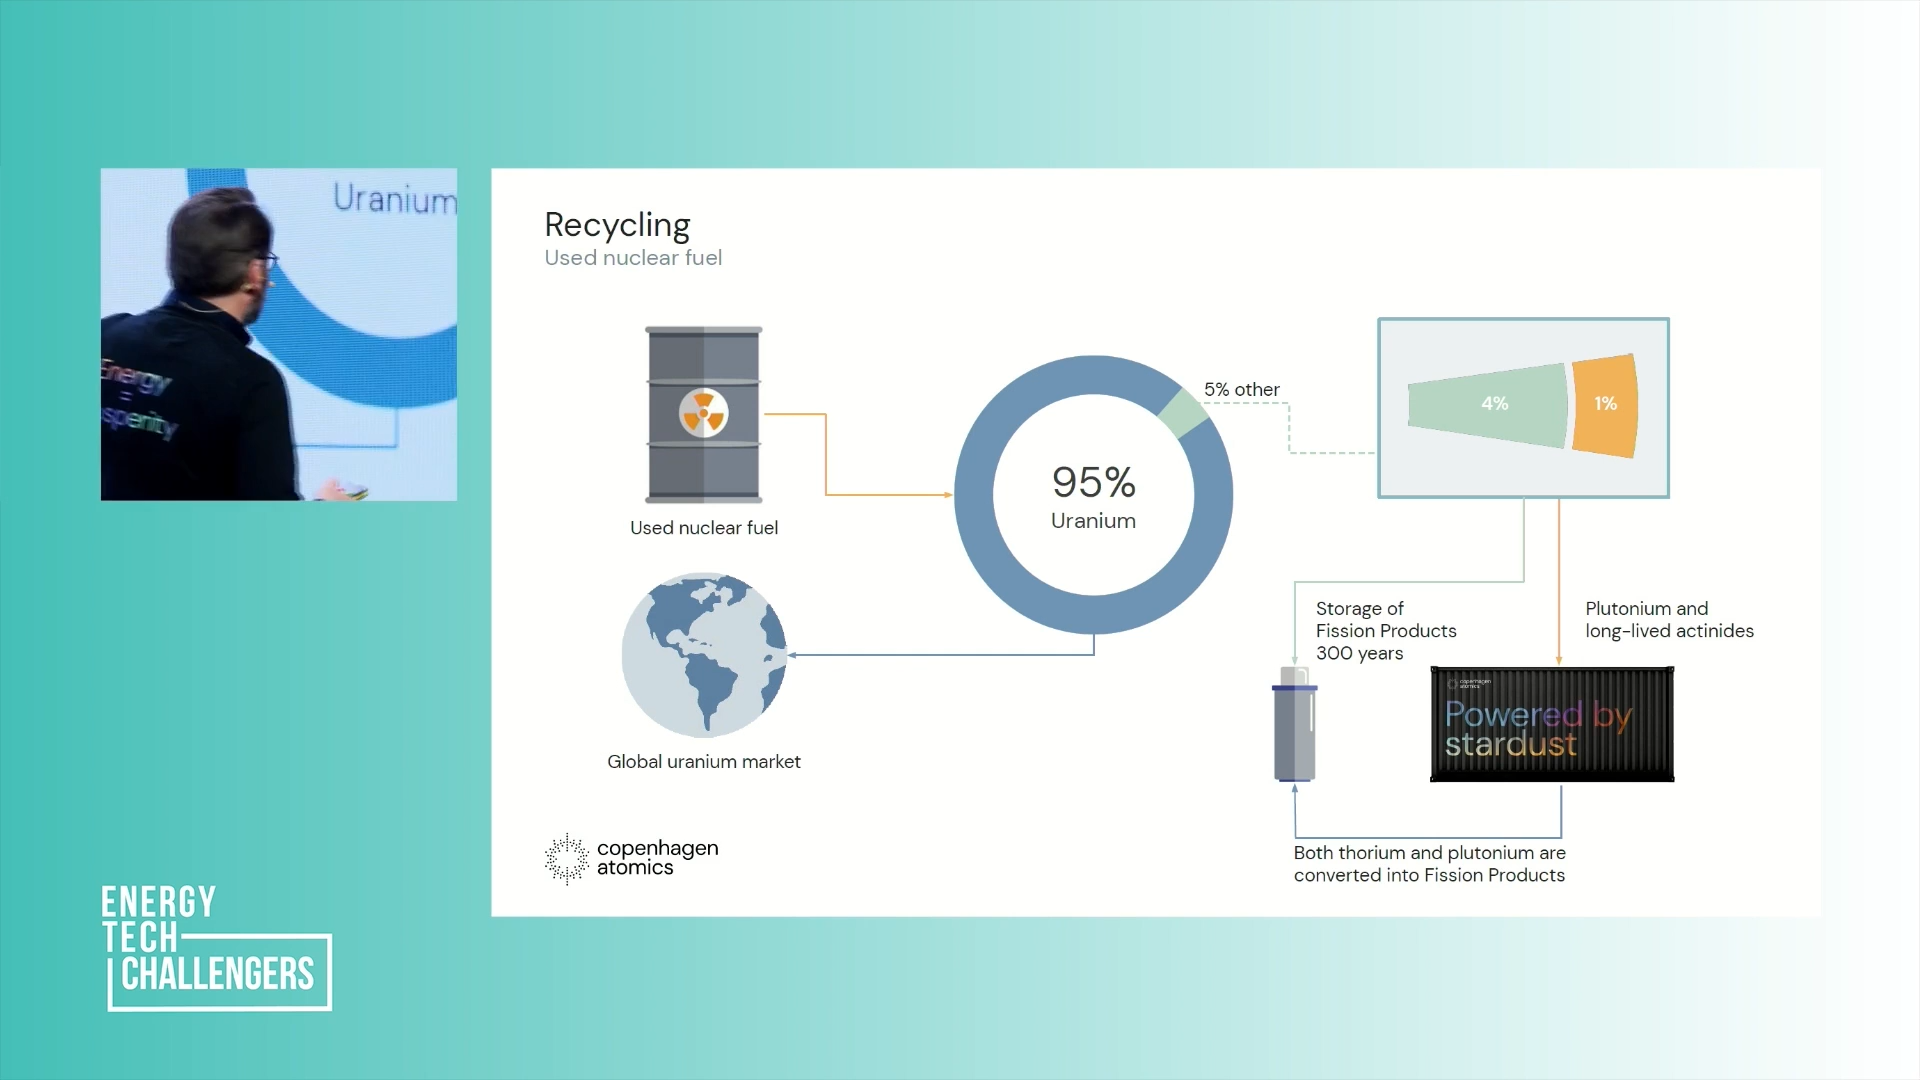 Uranium
Energy
=
Recycling
Used nuclear fuel
5% other
4%
1%
95%
Uranium
Used nuclear fuel
Storage of
Fission Products
300 years
Plutonium and
long-lived actinides
copenhagen
atomics
Powered by
stardust
Global uranium market
copenhagen
atomics
Both thorium and plutonium are
converted into Fission Products
ENERGY
TECH
CHALLENGERS